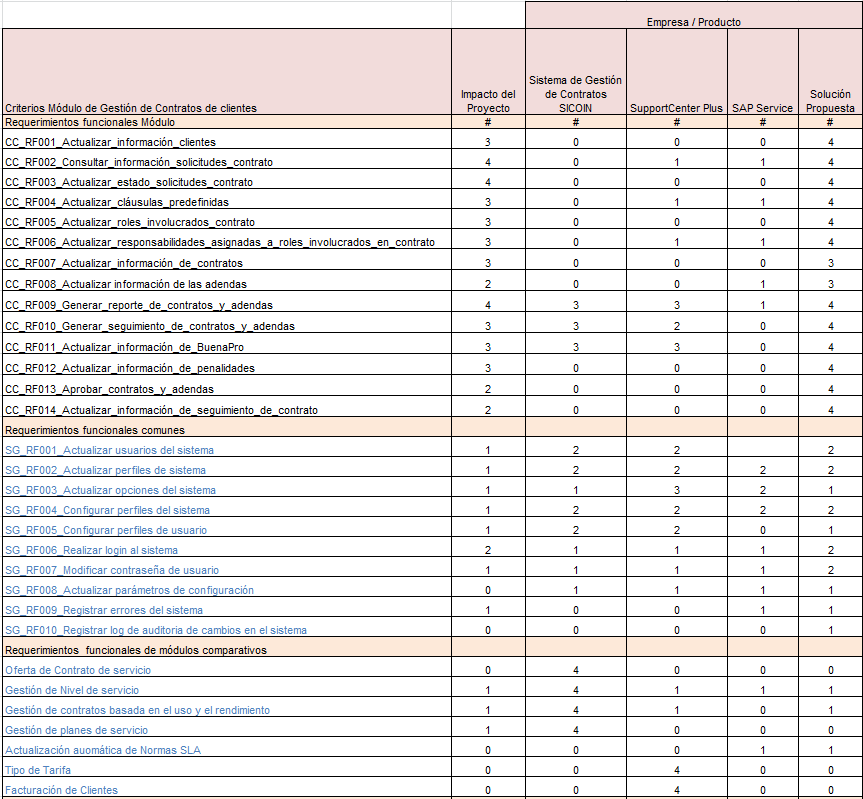 Empresa / Producto
Criterios Módulo de Gestión de Contratos de clientes Impacto del Proyecto Sistema de Gestión de Contratos SICOIN SupportCenter Plus SAP Service Solución Propuesta
Requerimientos funcionales Módulo # # # # #
CC_RF001_Actualizar_información_clientes 3 0 0 0 4
CC_RF002_Consultar_información_solicitudes_contrato 4 0 1 1 4
CC_RF003_Actualizar_estado_solicitudes_contrato 4 0 0 0 4
CC_RF004_Actualizar_cláusulas_predefinidas 3 0 1 1 4
CC_RF005_Actualizar_roles_involucrados_contrato 3 0 0 0 4
CC_RF006_Actualizar_responsabilidades_asignadas_a_roles_involucrados_en_contrato 3 0 1 1 4
CC_RF007_Actualizar_información_de_contratos 3 0 0 0 3
CC_RF008_Actualizar información de las adendas 2 0 0 1 3
CC_RF009_Generar_reporte_de_contratos_y_adendas 4 3 3 1 4
CC_RF010_Generar_seguimiento_de_contratos_y_adendas 3 3 2 0 4
CC_RF011_Actualizar_información_de_BuenaPro 3 3 3 0 4
CC_RF012_Actualizar_información_de_penalidades 3 0 0 0 4
CC_RF013_Aprobar_contratos_y_adendas 2 0 0 0 4
CC_RF014_Actualizar_información_de_seguimiento_de_contrato 2 0 0 0 4
Requerimientos funcionales comunes
SG_RF001_Actualizar usuarios del sistema 1 2 2 2
SG_RF002_Actualizar perfiles de sistema 1 2 2 2 2
SG_RF003_Actualizar opciones del sistema 1 1 3 2 1
SG_RF004_Configurar perfiles del sistema 1 2 2 2 2
SG_RF005_Configurar perfiles de usuario 1 2 2 0 1
SG_RF006_Realizar login al sistema 2 1 1 1 2
SG_RF007_Modificar contraseña de usuario 1 1 1 1 2
SG_RF008_Actualizar parámetros de configuración 0 1 1 1 1
SG_RF009_Registrar errores del sistema 1 0 0 1 1
SG_RF010_Registrar log de auditoria de cambios en el sistema 0 0 0 0 1
Requerimientos funcionales de módulos comparativos
Oferta de Contrato de servicio 0 4 0 0 0
Gestión de Nivel de servicio 1 4 1 1 1
Gestión de contratos basada en el uso y el rendimiento 1 4 1 0 1
Gestión de planes de servicio 1 4 0 0 0
Actualización auomática de Normas SLA 0 0 0 1 1
Tipo de Tarifa 0 0 4 0 0
Facturación de Clientes 0 0 4 0 0